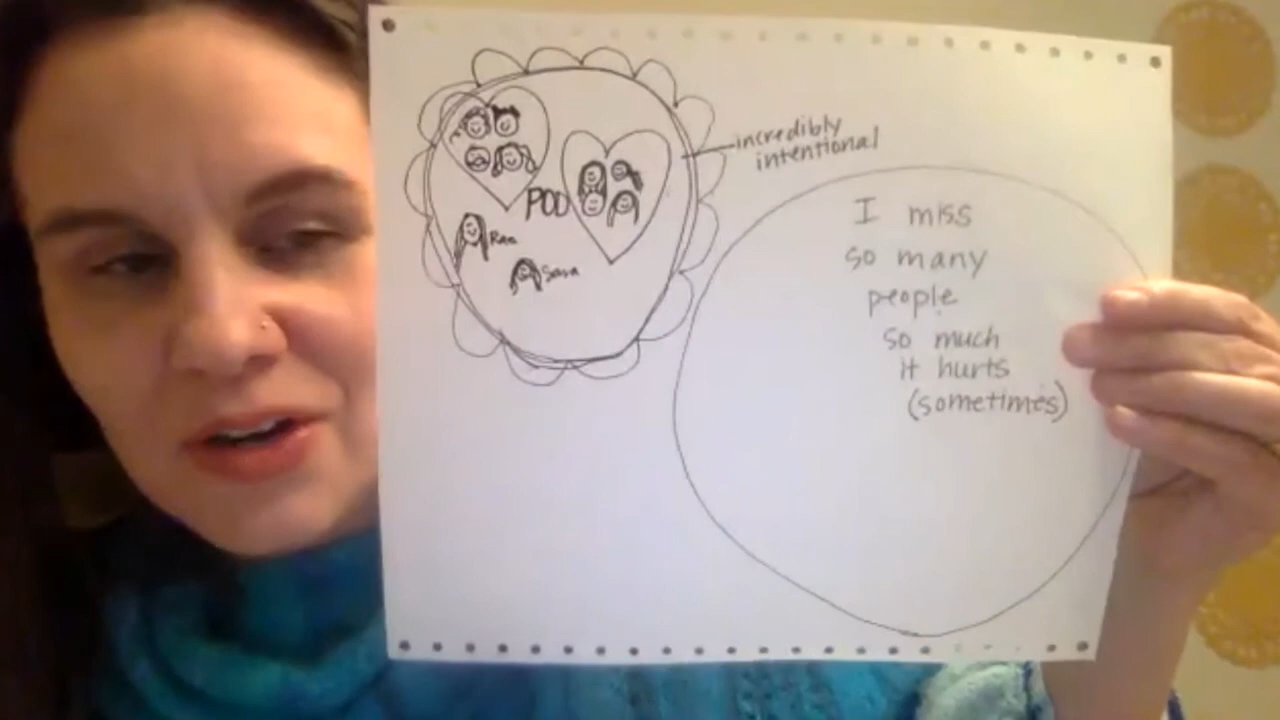 incredibly
intentional
POD
Rae
Sara
I miss
so many
people
so much
it hurts
(sometimes)